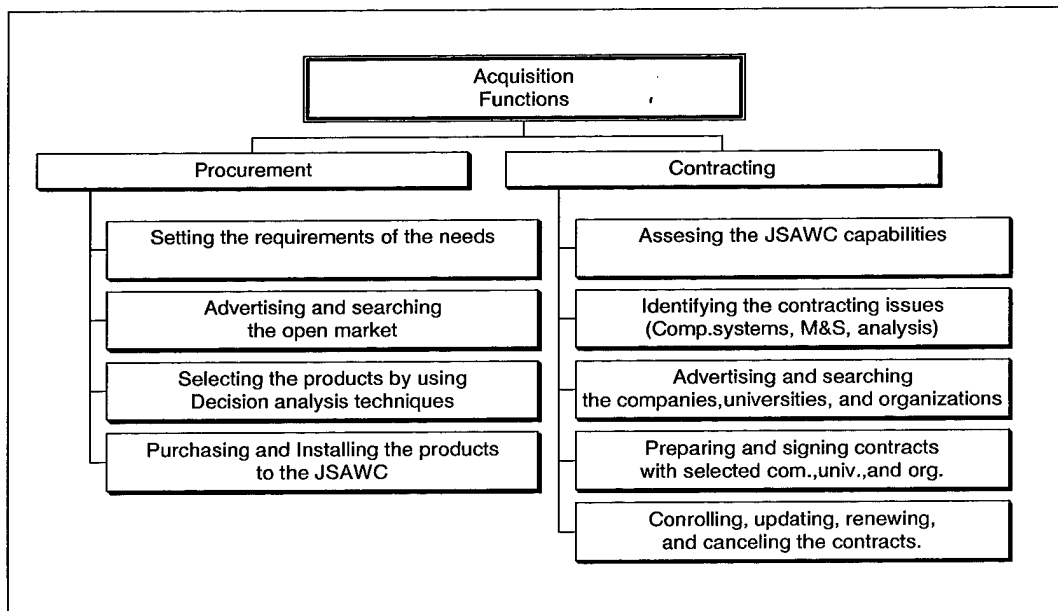 Acquisition
Functions
Procurement
Contracting
Setting the requirements of the needs
Advertising and searching
the open market
Selecting the products by using
Decision analysis techniques
Purchasing and Installing the products
to the JSAWC
Assesing the JSAWC capabilities
Identifying the contracting issues
(Comp.systems, M&S, analysis)
Advertising and searching
the companies,universities, and organizations
Preparing and signing contracts
with selected com.,univ.,and org.
Conrolling, updating, renewing,
and canceling the contracts.